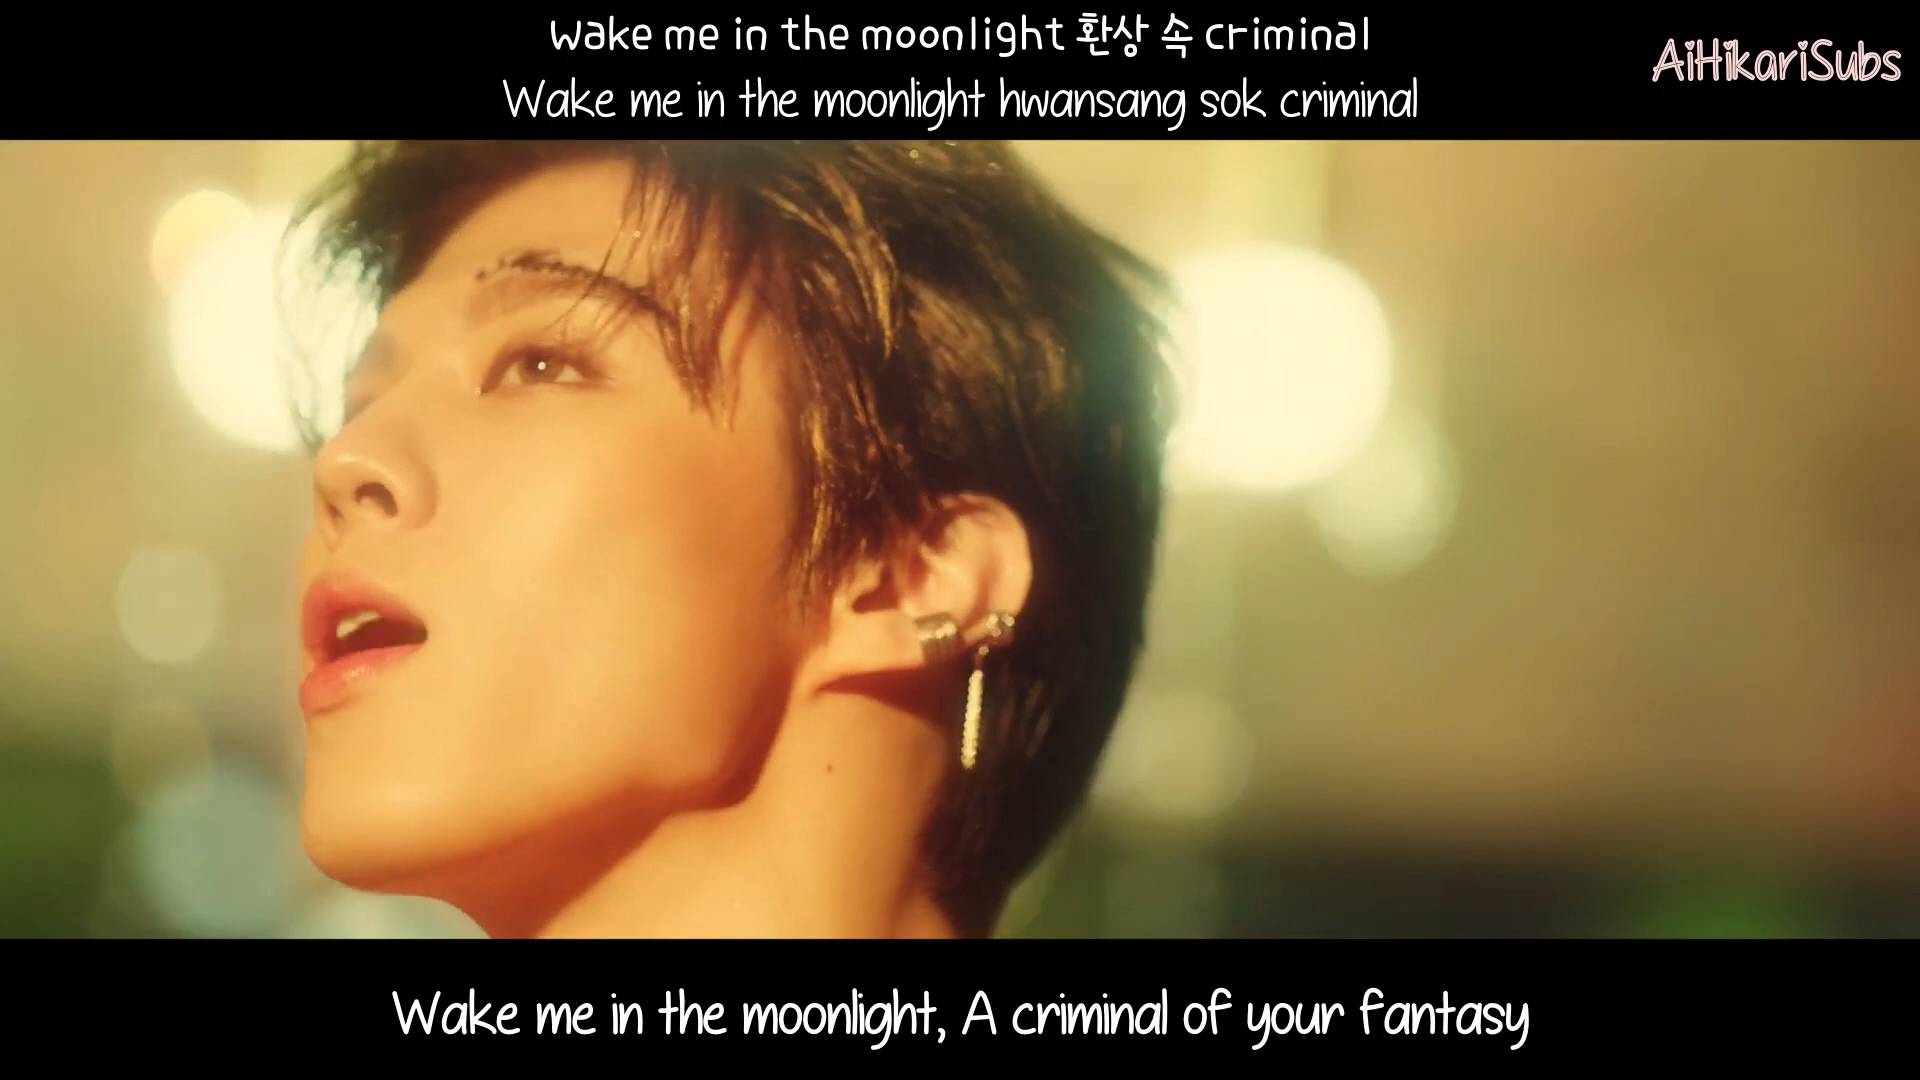 Wake me in the moonlight 환상 속 criminal
Wake me in the moonlight hwansang sok criminal
AiHikariSubs
Wake me in the moonlight, A criminal of your fantasy